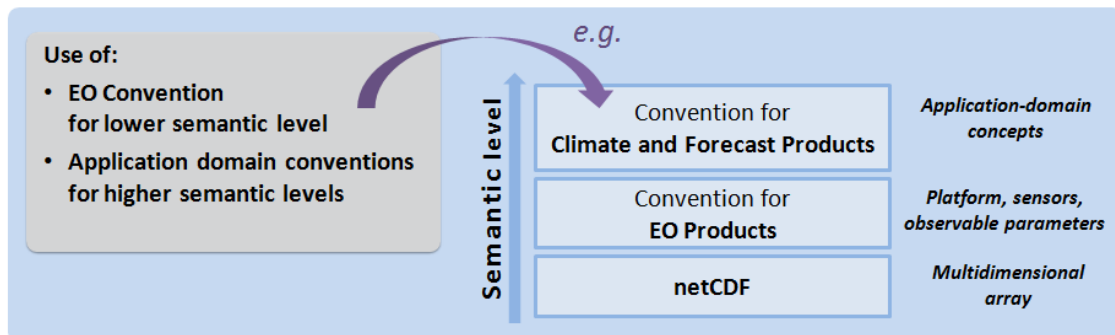 Use of:
• EO Convention
for lower semantic level
• Application domain conventions
for higher semantic levels
e.g.
Semantic level
Convention for
Climate and Forecast Products
Application-domain
concepts
Convention for
EO Products
Platform, sensors,
observable parameters
netCDF
Multidimensional
array